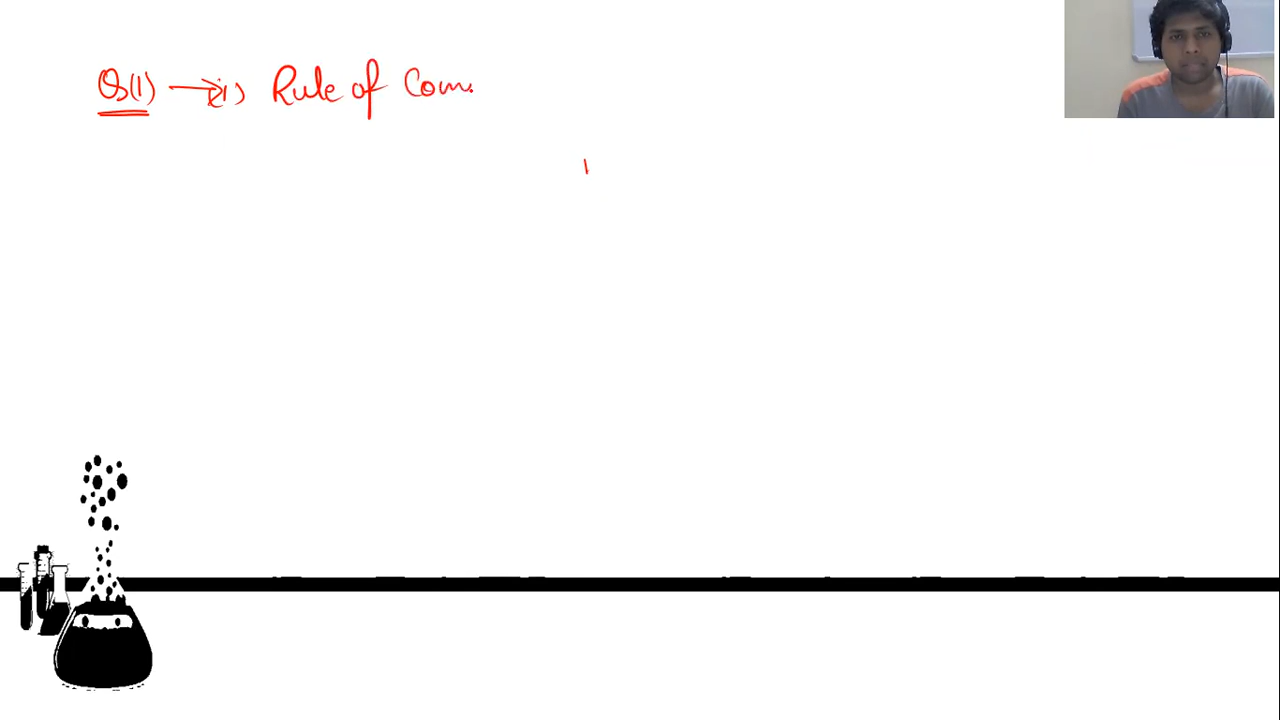 Q(1) → (i) Rule of Com.